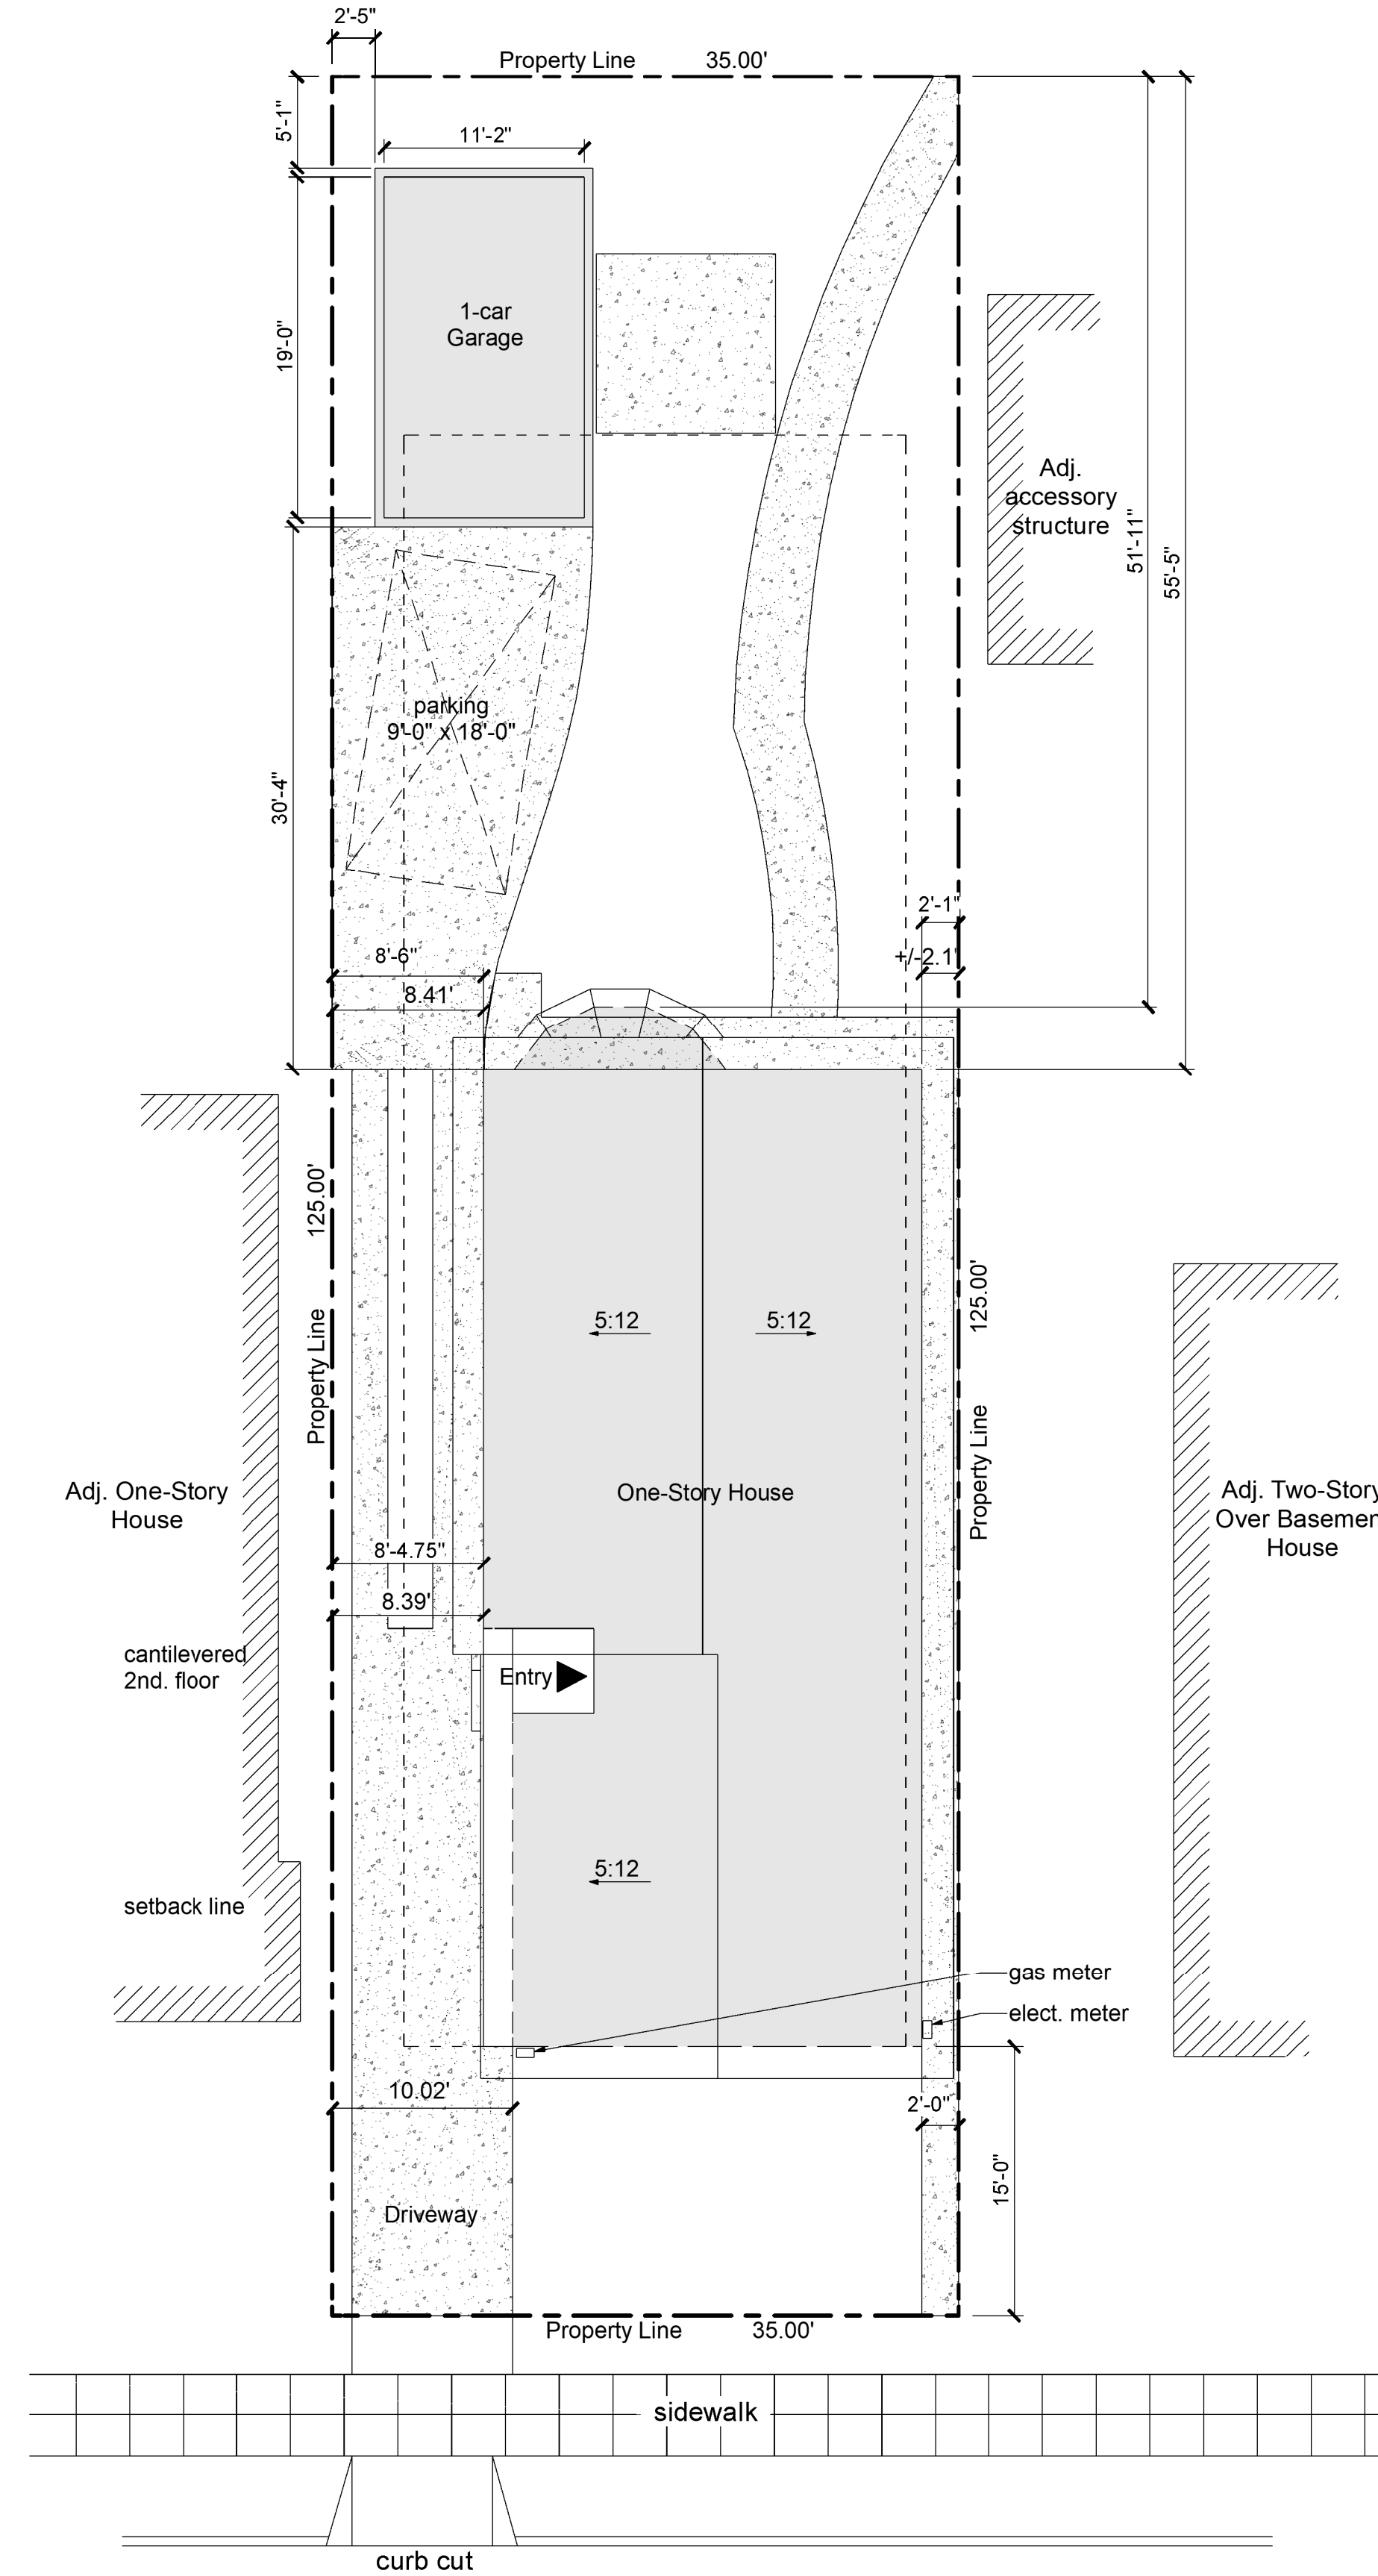 2'-5"
Property Line 35.00'
5'-1"
11'-2"
1-car
Garage
19'-0"
Adj.
accessory
structure
51'-11"
55'-5"
parking
9'-0" x 18'-0"
30'-4"
2'-1"
+/-2.1'
8'-6"
8.41'
125.00'
Property Line
125.00'
Property Line
5:12
5:12
One-Story House
Adj. One-Story
House
Adj. Two-Story
Over Basemen
House
8'-4.75"
8.39'
cantilevered
2nd. floor
Entry
5:12
setback line
gas meter
elect. meter
10.02'
2'-0"
15'-0"
Driveway
Property Line 35.00'
sidewalk
curb cut